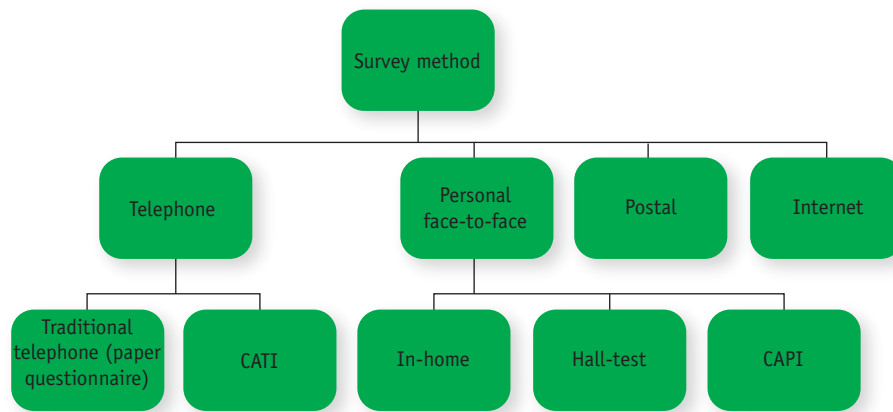 Survey
method
Telephone
Personal
face-to-face
Postal
Internet
Traditional
telephone (paper
questionnaire)
CATI
In-home
Hall-test
CAPI